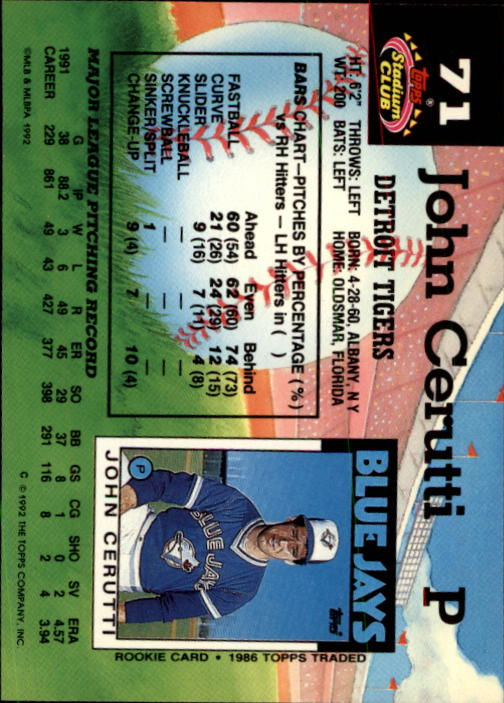 71
John Cerutti P
Topps®
Stadium
CLUB
DETROIT TIGERS
HT: 6'2" THROWS: LEFT BORN: 4-28-60, ALBANY, NY
WT: 200 BATS: LEFT HOME: OLDSMAR, FLORIDA
BARS CHART—PITCHES BY PERCENTAGE (%)
vs RH Hitters — LH Hitters in ( )
Ahead Even Behind
FASTBALL 60 (54) 62 (60) 74 (73)
CURVE 21 (26) 24 (29) 12 (15)
SLIDER 9 (16) 7 (11) 4 (8)
KNUCKLEBALL — — —
SCREWBALL — — —
SINKER/SPLIT 1 — —
CHANGE-UP 9 (4) 7 10 (4)
BLUE JAYS
topps
BLUE JAY
P
JOHN CERUTTI
ROOKIE CARD • 1986 TOPPS TRADED
MAJOR LEAGUE PITCHING RECORD
G IP W L R ER SO BB GS CG SHO SV ERA
1991 38 88.2 3 6 49 45 29 37 8 1 0 2 4.57
CAREER 229 861 49 43 427 377 398 291 116 8 2 4 3.94
©MLB & MLBPA 1992
C © 1992 THE TOPPS COMPANY, INC.